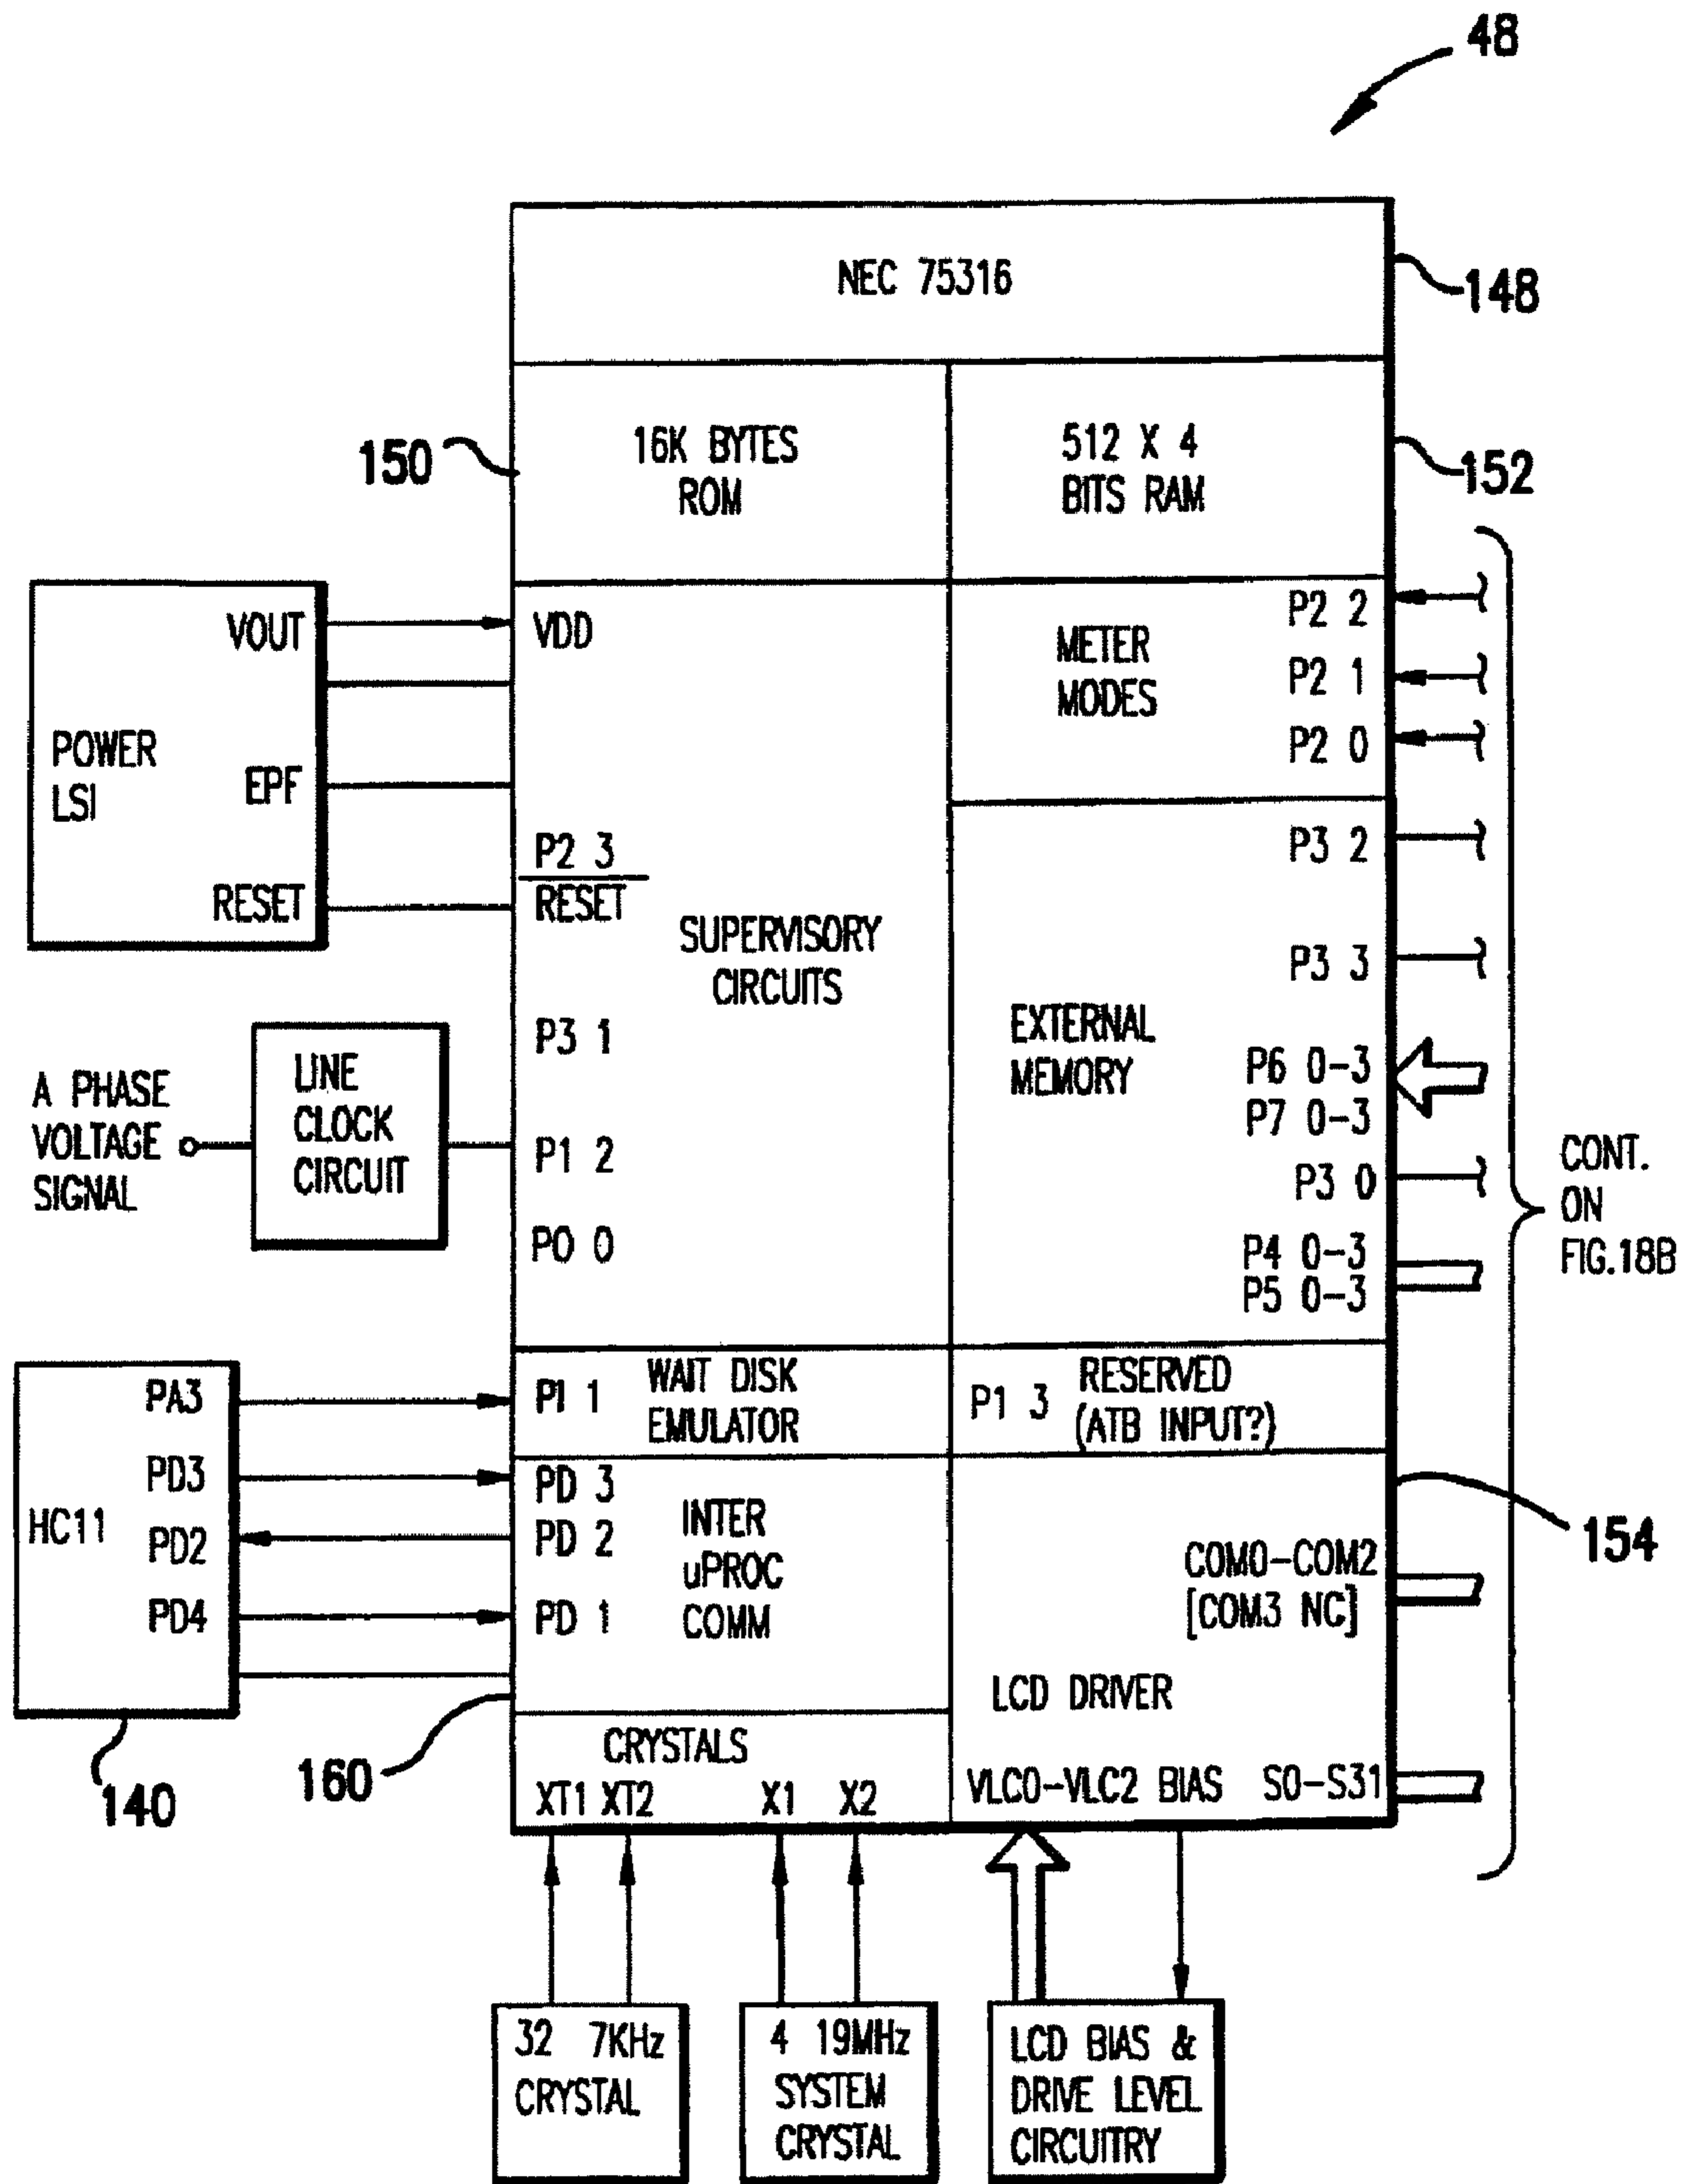 48
NEC 75316
148
150
16K BYTES
ROM
512 X 4
BITS RAM
152
POWER
LSI
VOUT
EPF
RESET
VDD
P2 3
RESET
SUPERVISORY
CIRCUITS
P3 1
P1 2
P0 0
METER
MODES
P2 2
P2 1
P2 0
P3 2
P3 3
EXTERNAL
MEMORY
P6 0-3
P7 0-3
P3 0
P4 0-3
P5 0-3
CONT.
ON
FIG.18B
A PHASE
VOLTAGE
SIGNAL
LINE
CLOCK
CIRCUIT
HC11
PA3
PD3
PD2
PD4
140
PI 1
WAIT DISK
EMULATOR
P1 3
RESERVED
(ATB INPUT?)
PD 3
PD 2
PD 1
INTER
uPROC
COMM
160
154
COM0-COM2
[COM3 NC]
LCD DRIVER
VLC0-VLC2 BIAS S0-S31
CRYSTALS
XT1 XT2 X1 X2
32 7KHz
CRYSTAL
4 19MHz
SYSTEM
CRYSTAL
LCD BIAS &
DRIVE LEVEL
CIRCUITRY